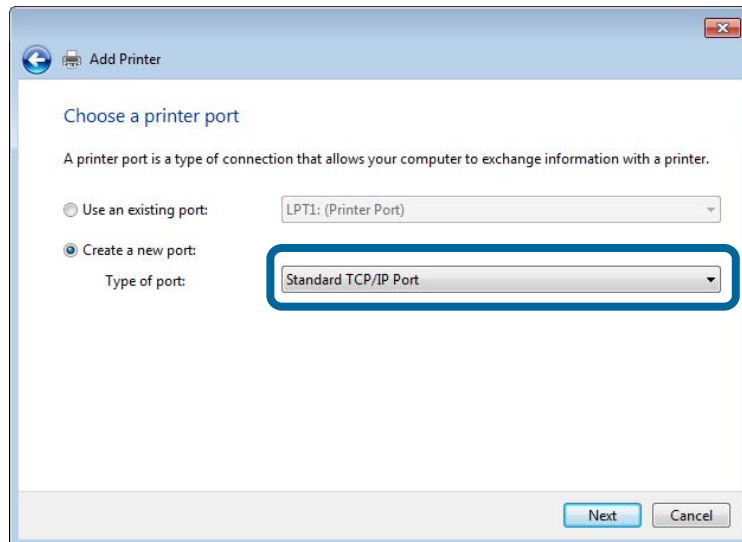 Add Printer
Choose a printer port
A printer port is a type of connection that allows your computer to exchange information with a printer.
Use an existing port: LPT1: (Printer Port)
Create a new port:
Type of port: Standard TCP/IP Port
Next Cancel